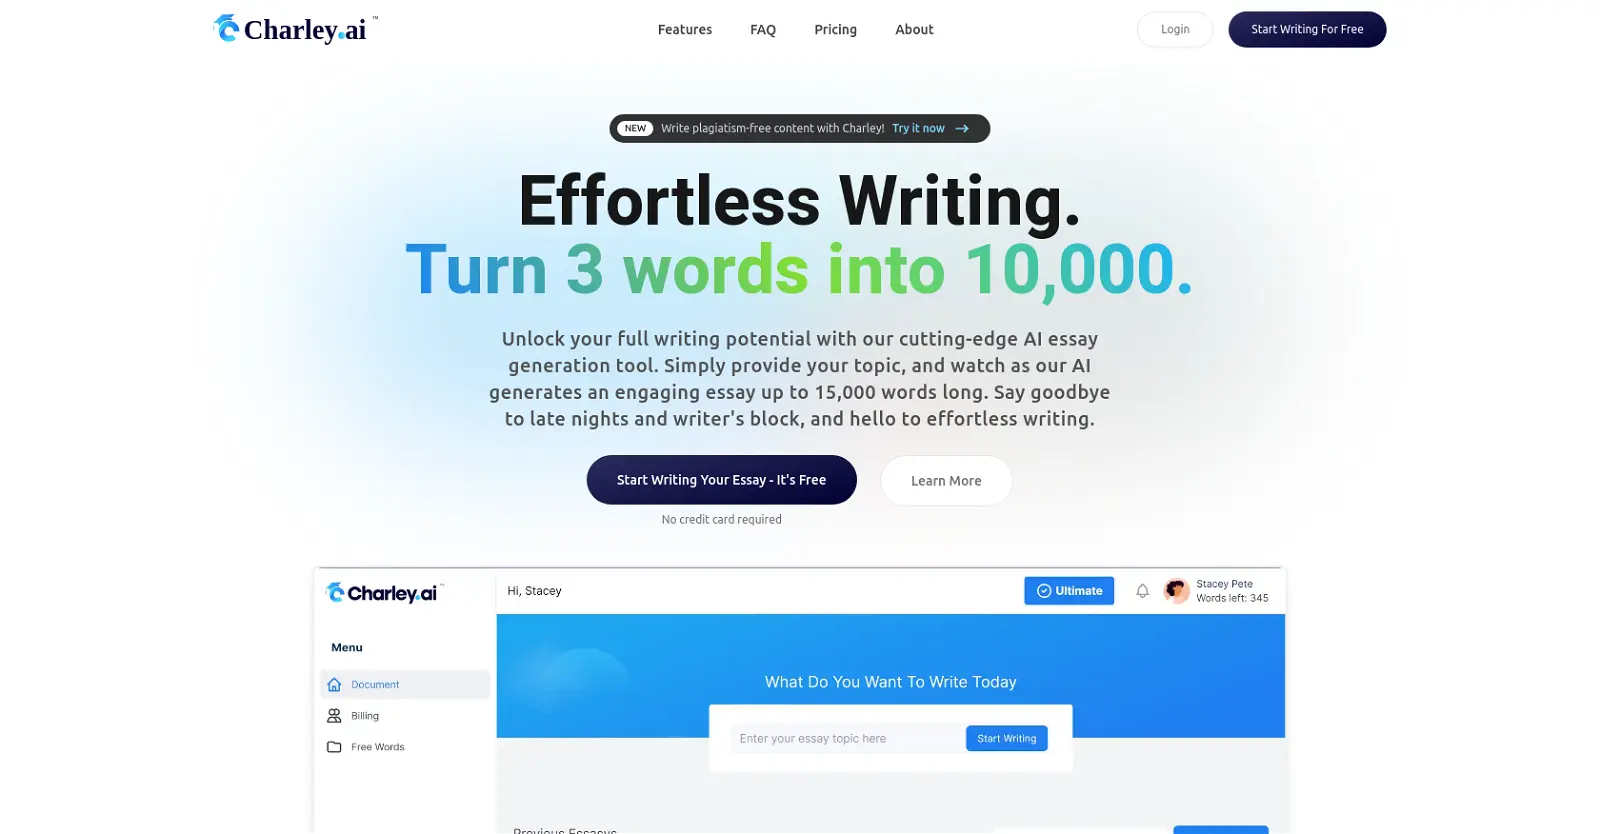 Charley.ai ™
Features FAQ Pricing About Login Start Writing For Free
NEW Write plagiatism-free content with Charley! Try it now →
Effortless Writing.
Turn 3 words into 10,000.
Unlock your full writing potential with our cutting-edge AI essay
generation tool. Simply provide your topic, and watch as our AI
generates an engaging essay up to 15,000 words long. Say goodbye
to late nights and writer's block, and hello to effortless writing.
Start Writing Your Essay - It's Free
Learn More
No credit card required
Charley.ai
Hi, Stacey
Ultimate
Stacey Pete
Words left: 345
Menu
Document
Billing
Free Words
What Do You Want To Write Today
Enter your essay topic here
Start Writing
Previous Essasys